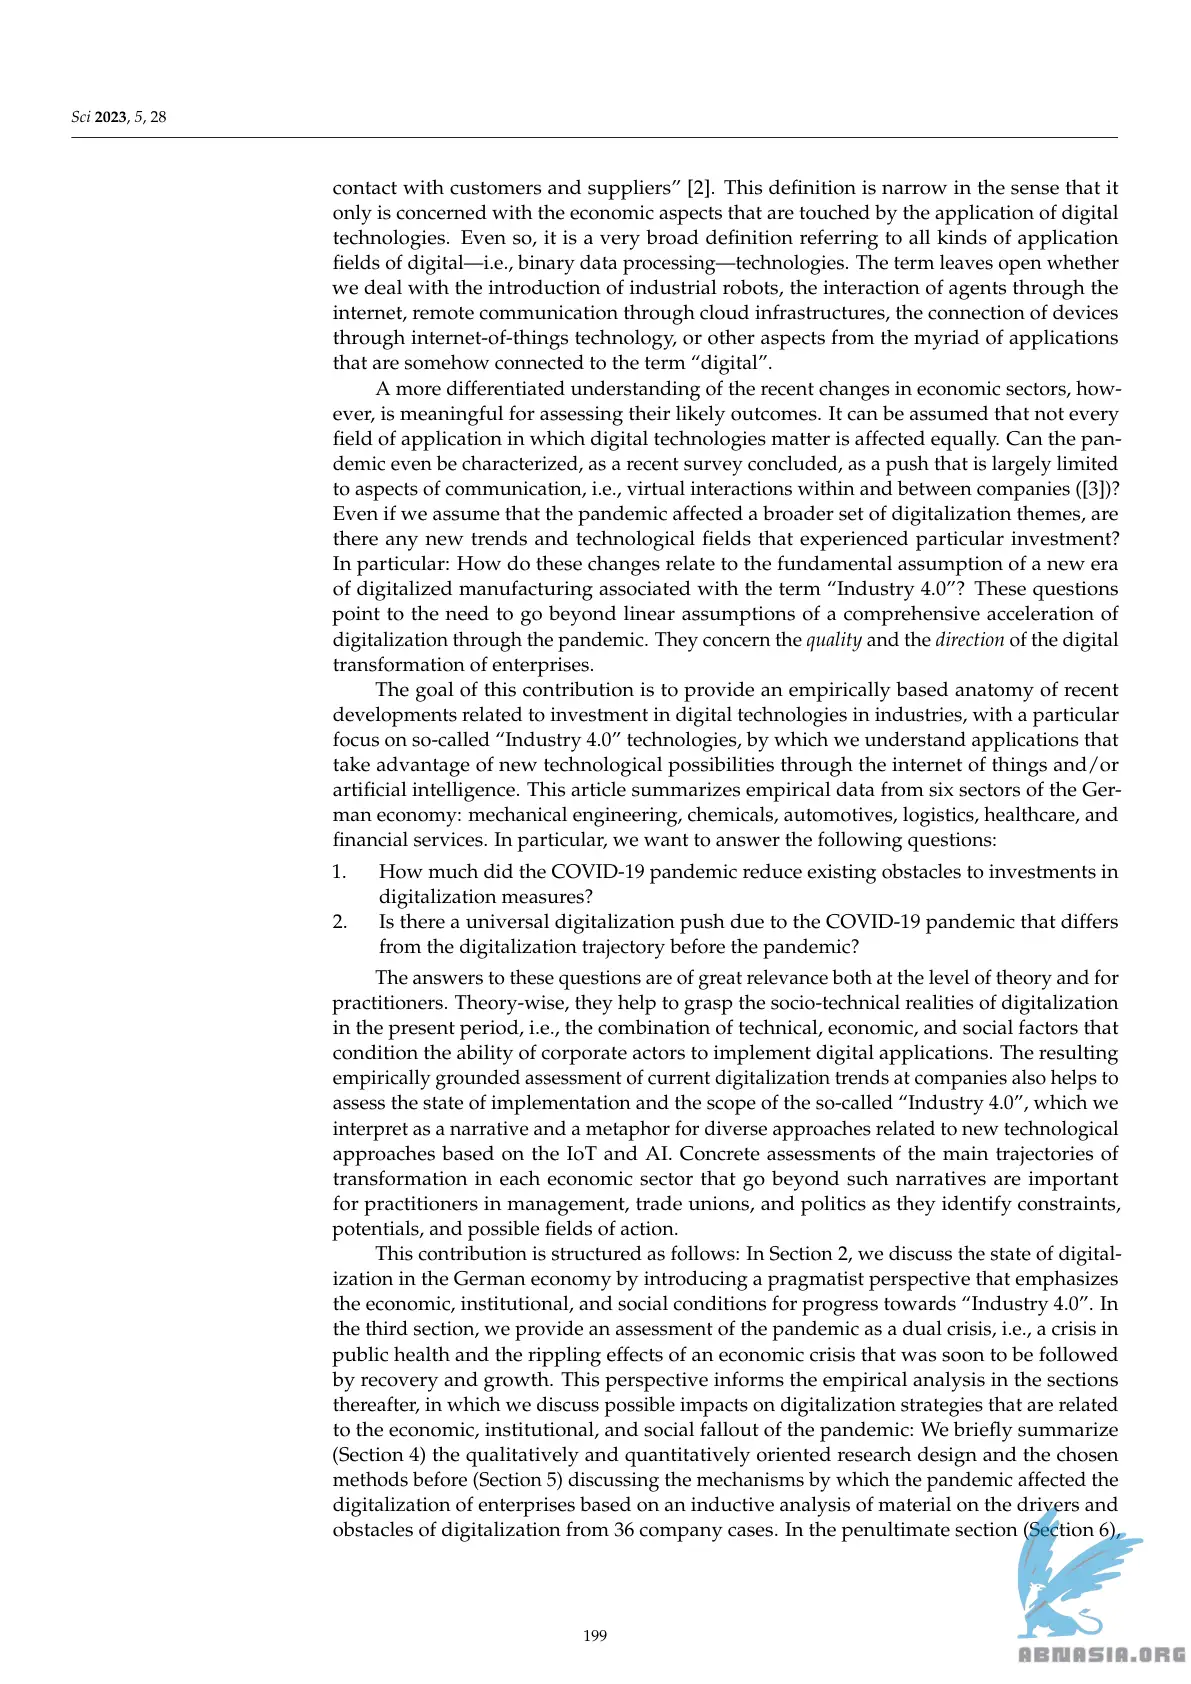 Sci 2023, 5, 28
contact with customers and suppliers” [2]. This definition is narrow in the sense that it
only is concerned with the economic aspects that are touched by the application of digital
technologies. Even so, it is a very broad definition referring to all kinds of application
fields of digital—i.e., binary data processing—technologies. The term leaves open whether
we deal with the introduction of industrial robots, the interaction of agents through the
internet, remote communication through cloud infrastructures, the connection of devices
through internet-of-things technology, or other aspects from the myriad of applications
that are somehow connected to the term “digital”.
A more differentiated understanding of the recent changes in economic sectors, how-
ever, is meaningful for assessing their likely outcomes. It can be assumed that not every
field of application in which digital technologies matter is affected equally. Can the pan-
demic even be characterized, as a recent survey concluded, as a push that is largely limited
to aspects of communication, i.e., virtual interactions within and between companies ([3])?
Even if we assume that the pandemic affected a broader set of digitalization themes, are
there any new trends and technological fields that experienced particular investment?
In particular: How do these changes relate to the fundamental assumption of a new era
of digitalized manufacturing associated with the term “Industry 4.0”? These questions
point to the need to go beyond linear assumptions of a comprehensive acceleration of
digitalization through the pandemic. They concern the quality and the direction of the digital
transformation of enterprises.
The goal of this contribution is to provide an empirically based anatomy of recent
developments related to investment in digital technologies in industries, with a particular
focus on so-called “Industry 4.0” technologies, by which we understand applications that
take advantage of new technological possibilities through the internet of things and/or
artificial intelligence. This article summarizes empirical data from six sectors of the Ger-
man economy: mechanical engineering, chemicals, automotives, logistics, healthcare, and
financial services. In particular, we want to answer the following questions:
1. How much did the COVID-19 pandemic reduce existing obstacles to investments in
digitalization measures?
2. Is there a universal digitalization push due to the COVID-19 pandemic that differs
from the digitalization trajectory before the pandemic?
The answers to these questions are of great relevance both at the level of theory and for
practitioners. Theory-wise, they help to grasp the socio-technical realities of digitalization
in the present period, i.e., the combination of technical, economic, and social factors that
condition the ability of corporate actors to implement digital applications. The resulting
empirically grounded assessment of current digitalization trends at companies also helps to
assess the state of implementation and the scope of the so-called “Industry 4.0”, which we
interpret as a narrative and a metaphor for diverse approaches related to new technological
approaches based on the IoT and AI. Concrete assessments of the main trajectories of
transformation in each economic sector that go beyond such narratives are important
for practitioners in management, trade unions, and politics as they identify constraints,
potentials, and possible fields of action.
This contribution is structured as follows: In Section 2, we discuss the state of digital-
ization in the German economy by introducing a pragmatist perspective that emphasizes
the economic, institutional, and social conditions for progress towards “Industry 4.0”. In
the third section, we provide an assessment of the pandemic as a dual crisis, i.e., a crisis in
public health and the rippling effects of an economic crisis that was soon to be followed
by recovery and growth. This perspective informs the empirical analysis in the sections
thereafter, in which we discuss possible impacts on digitalization strategies that are related
to the economic, institutional, and social fallout of the pandemic: We briefly summarize
(Section 4) the qualitatively and quantitatively oriented research design and the chosen
methods before (Section 5) discussing the mechanisms by which the pandemic affected the
digitalization of enterprises based on an inductive analysis of material on the drivers and
obstacles of digitalization from 36 company cases. In the penultimate section (Section 6),
199
ABNASIA.ORG